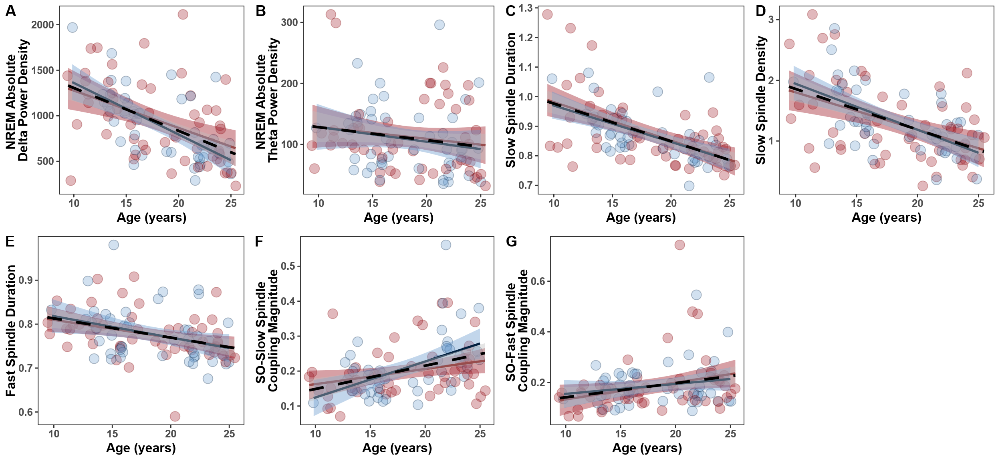 A
NREM Absolute
Delta Power Density
2000
1500
1000
500
10 15 20 25
Age (years)
B
NREM Absolute
Theta Power Density
300
200
100
10 15 20 25
Age (years)
C
Slow Spindle Duration
1.3
1.2
1.1
1.0
0.9
0.8
0.7
10 15 20 25
Age (years)
D
Slow Spindle Density
3
2
1
10 15 20 25
Age (years)
E
Fast Spindle Duration
0.9
0.8
0.7
0.6
10 15 20 25
Age (years)
F
SO-Slow Spindle
Coupling Magnitude
0.5
0.4
0.3
0.2
0.1
10 15 20 25
Age (years)
G
SO-Fast Spindle
Coupling Magnitude
0.6
0.4
0.2
10 15 20 25
Age (years)